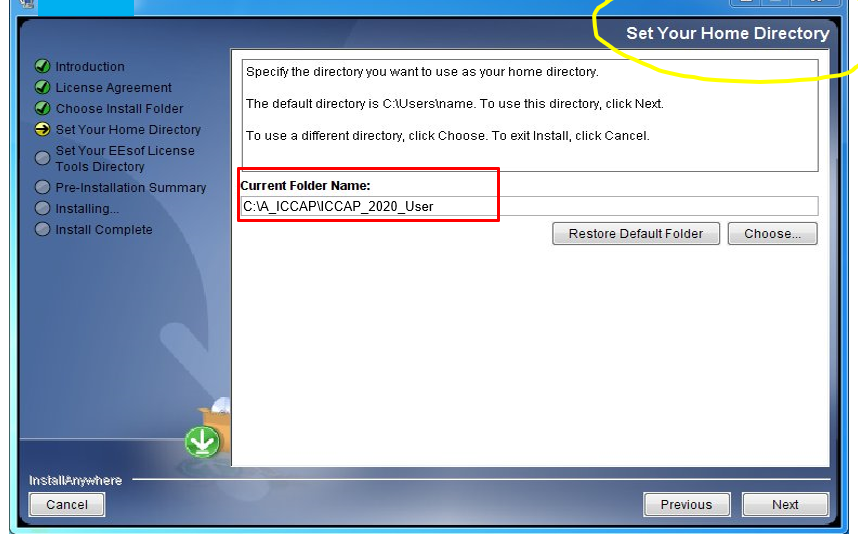 Set Your Home Directory
Introduction
License Agreement
Choose Install Folder
Set Your Home Directory
Set Your EEsof License
Tools Directory
Pre-Installation Summary
Installing...
Install Complete
Specify the directory you want to use as your home directory.
The default directory is C:\Users\name. To use this directory, click Next.
To use a different directory, click Choose. To exit Install, click Cancel.
Current Folder Name:
C:\A_ICCAP\ICCAP_2020_User
Restore Default Folder
Choose...
InstallAnywhere
Cancel
Previous
Next